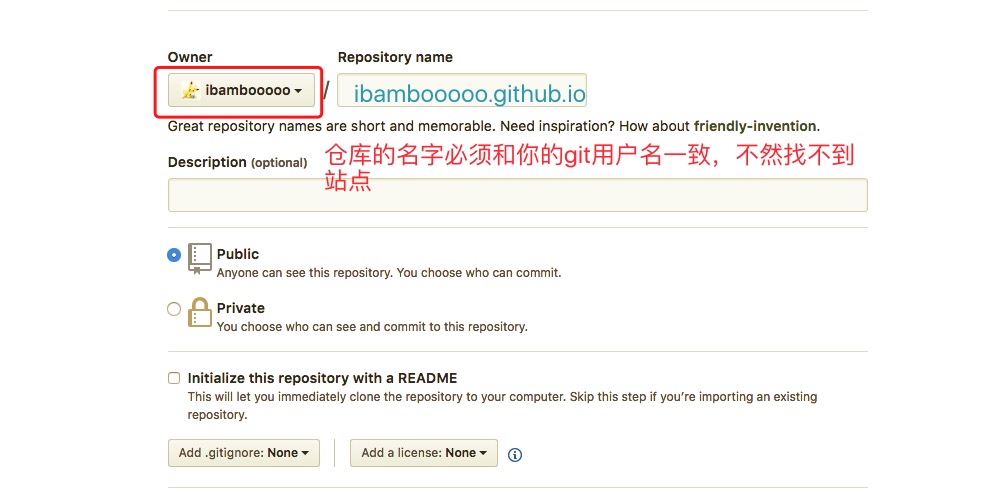 Owner
Repository name
ibambooooo
/
ibambooooo.github.io
Great repository names are short and memorable. Need inspiration? How about friendly-invention.
Description (optional)
仓库的名字必须和你的git用户名一致，不然找不到
站点
Public
Anyone can see this repository. You choose who can commit.
Private
You choose who can see and commit to this repository.
Initialize this repository with a README
This will let you immediately clone the repository to your computer. Skip this step if you’re importing an existing
repository.
Add .gitignore: None
Add a license: None